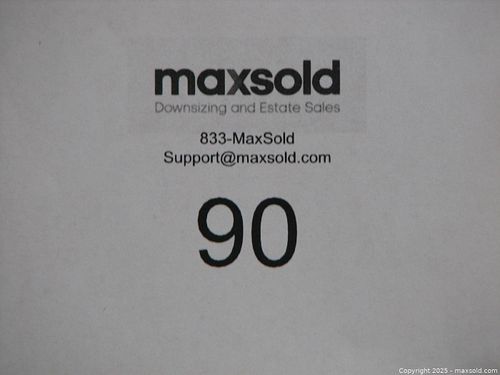 maxsold
Downsizing and Estate Sales
833-MaxSold
Support@maxsold.com
90
Copyright 2025 - maxsold.com